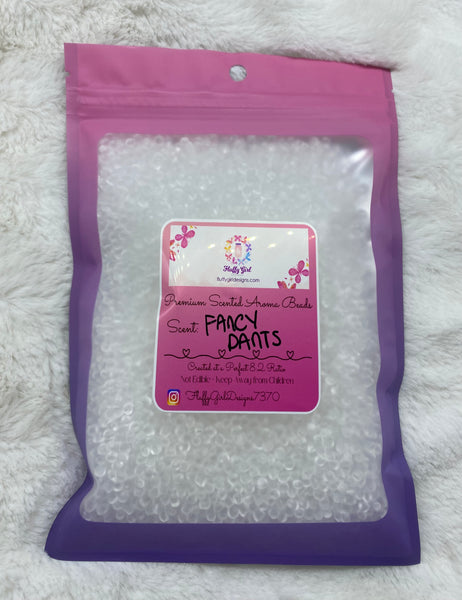 Fluffy Girl
fluffygirldesigns.com
Premium Scented Aroma Beads
Scent: FANCY
PANTS
Created at a Perfect 8:2 Ratio
Not Edible - Keep Away from Children
FluffyGirlDesigns7370